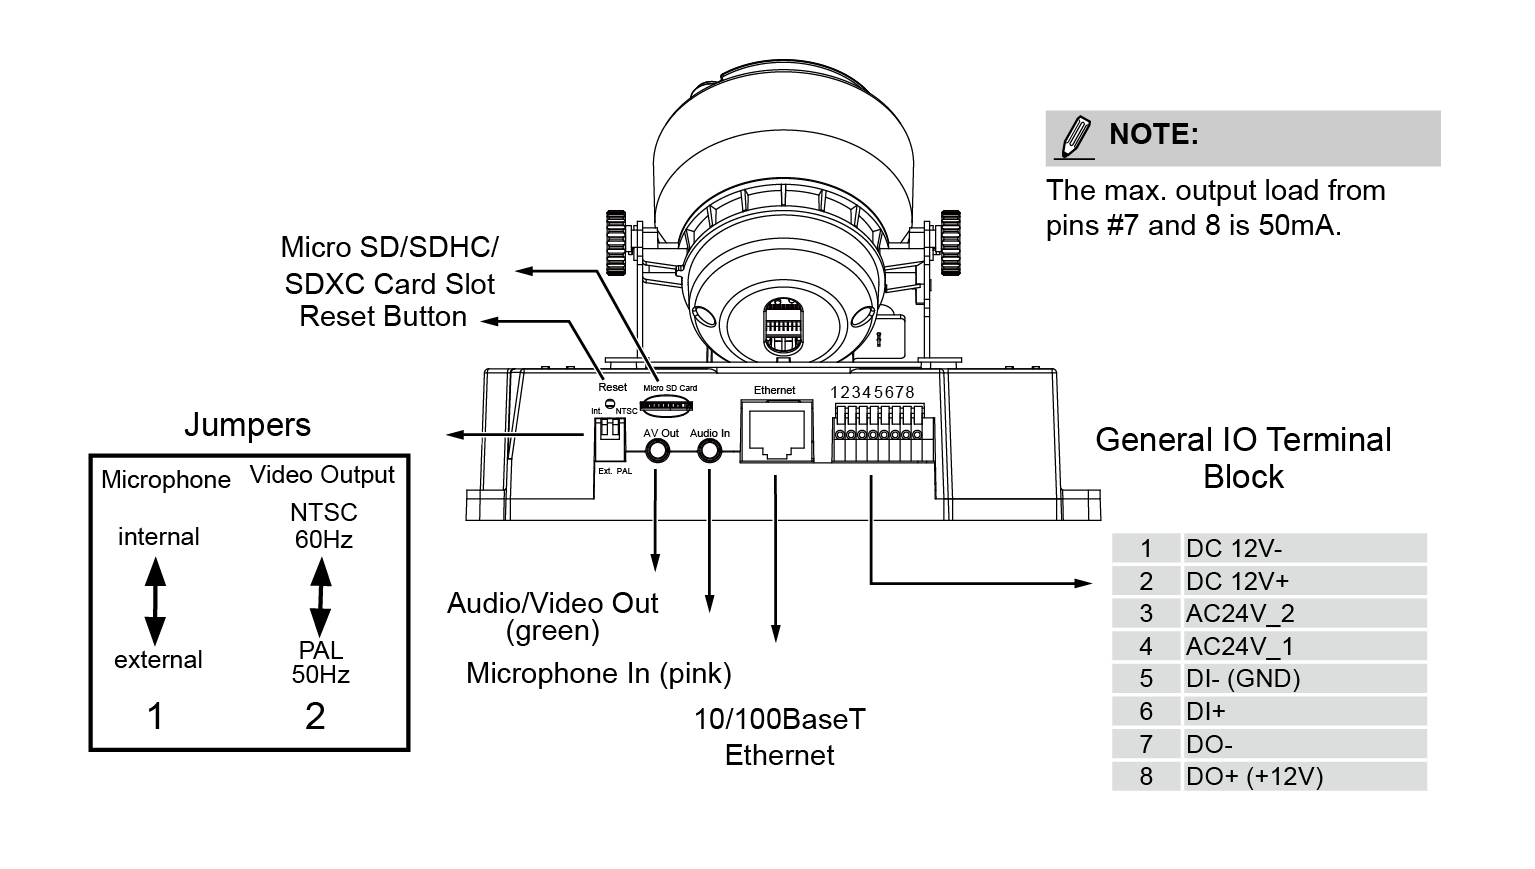 NOTE:
The max. output load from
pins #7 and 8 is 50mA.
Micro SD/SDHC/
SDXC Card Slot
Reset Button
Reset
Micro SD Card
Ethernet
12345678
Int.
NTSC
AV Out
Audio In
Ext.
PAL
Jumpers
Microphone
Video Output
internal
NTSC
60Hz
external
PAL
50Hz
1
2
Audio/Video Out
(green)
Microphone In (pink)
10/100BaseT
Ethernet
General IO Terminal
Block
1 DC 12V-
2 DC 12V+
3 AC24V_2
4 AC24V_1
5 DI- (GND)
6 DI+
7 DO-
8 DO+ (+12V)